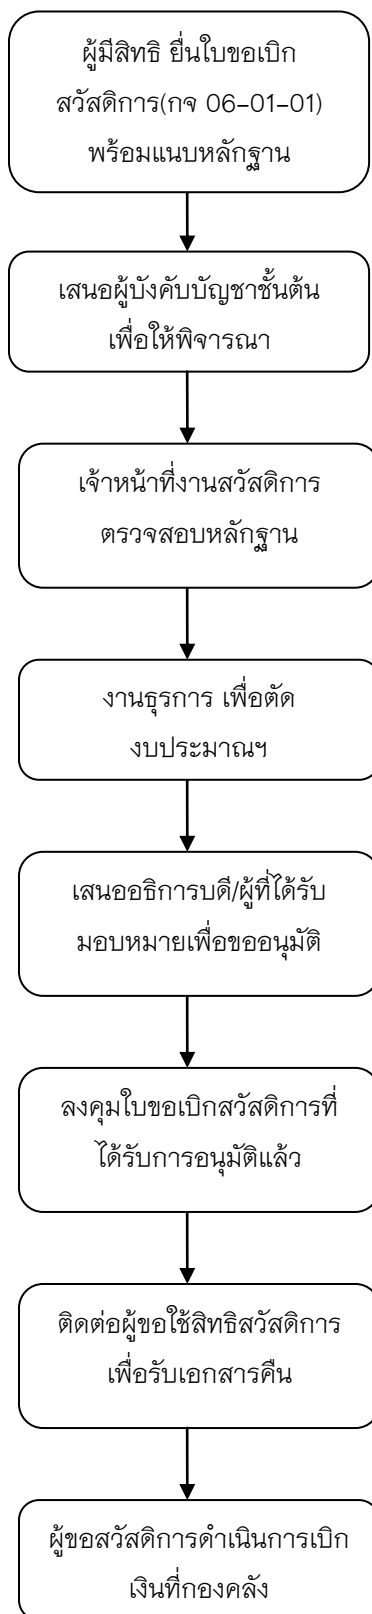 ผู้มีสิทธิ ยื่นใบขอเบิก
สวัสดิการ(กจ 06-01-01)
พร้อมแนบหลักฐาน
เสนอผู้บังคับบัญชาชั้นต้น
เพื่อให้พิจารณา
เจ้าหน้าที่งานสวัสดิการ
ตรวจสอบหลักฐาน
งานธุรการ เพื่อตัด
งบประมาณฯ
เสนออธิการบดี/ผู้ที่ได้รับ
มอบหมายเพื่อขออนุมัติ
ลงคุมใบขอเบิกสวัสดิการที่
ได้รับการอนุมัติแล้ว
ติดต่อผู้ขอใช้สิทธิสวัสดิการ
เพื่อรับเอกสารคืน
ผู้ขอสวัสดิการดำเนินการเบิก
เงินที่กองคลัง